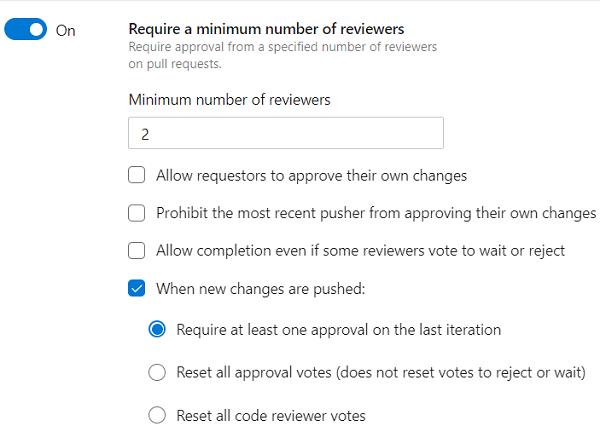 On
Require a minimum number of reviewers
Require approval from a specified number of reviewers
on pull requests.
Minimum number of reviewers
2
Allow requestors to approve their own changes
Prohibit the most recent pusher from approving their own changes
Allow completion even if some reviewers vote to wait or reject
When new changes are pushed:
Require at least one approval on the last iteration
Reset all approval votes (does not reset votes to reject or wait)
Reset all code reviewer votes